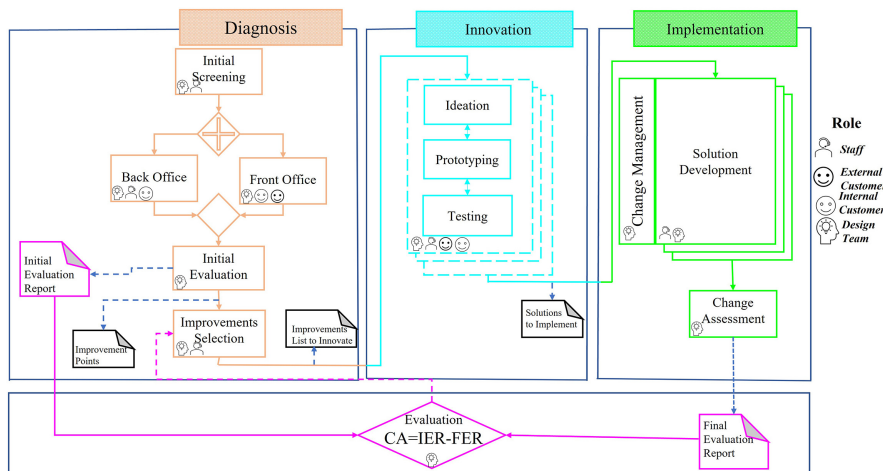 Diagnosis
Innovation
Implementation
Initial
Screening
Back Office
Front Office
Initial
Evaluation
Initial
Evaluation
Report
Improvement
Points
Improvements
Selection
Improvements
List to Innovate
Ideation
Prototyping
Testing
Solutions
to Implement
Change Management
Solution
Development
Change
Assessment
Role
Staff
External
Customer
Internal
Customer
Design
Team
Evaluation
CA=IER-FER
Final
Evaluation
Report